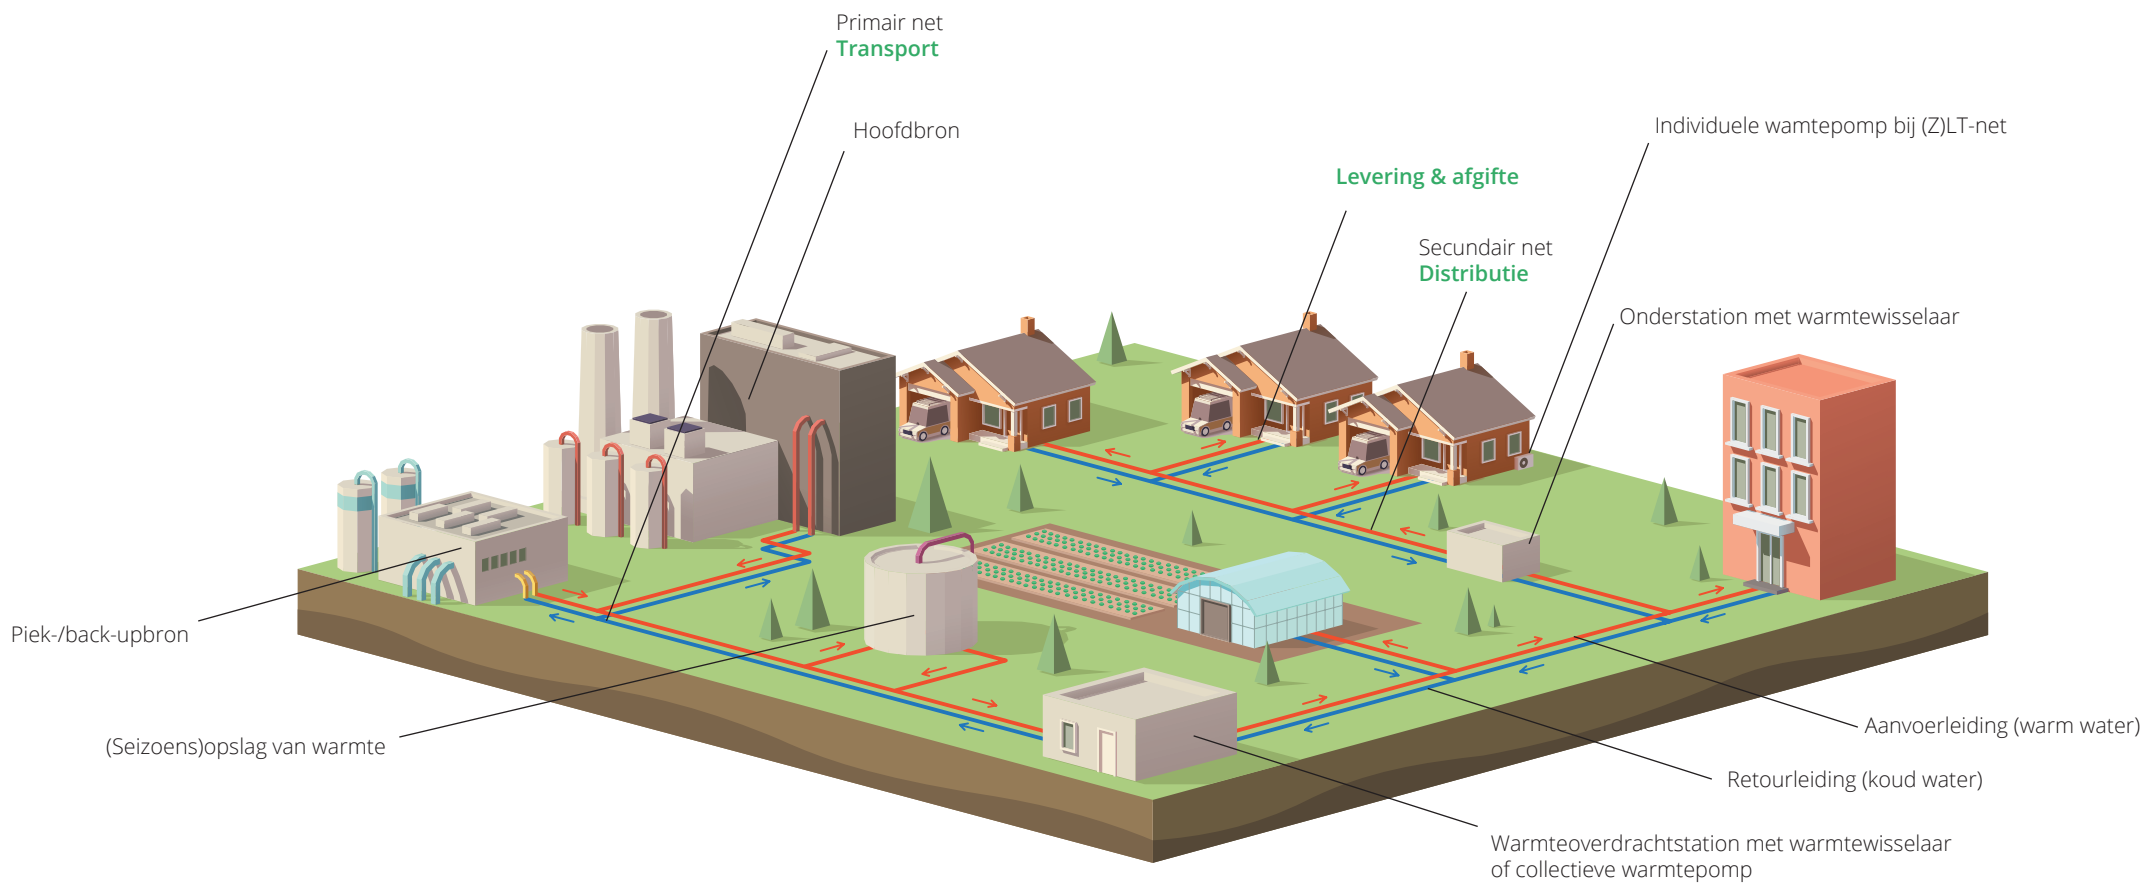 Primair net
Transport
Hoofdbron
Individuele wamtepomp bij (Z)LT-net
Levering & afgifte
Secundair net
Distributie
Onderstation met warmtewisselaar
Piek-/back-upbron
(Seizoens)opslag van warmte
Aanvoerleiding (warm water)
Retourleiding (koud water)
Warmteoverdrachtstation met warmtewisselaar
of collectieve warmtepomp